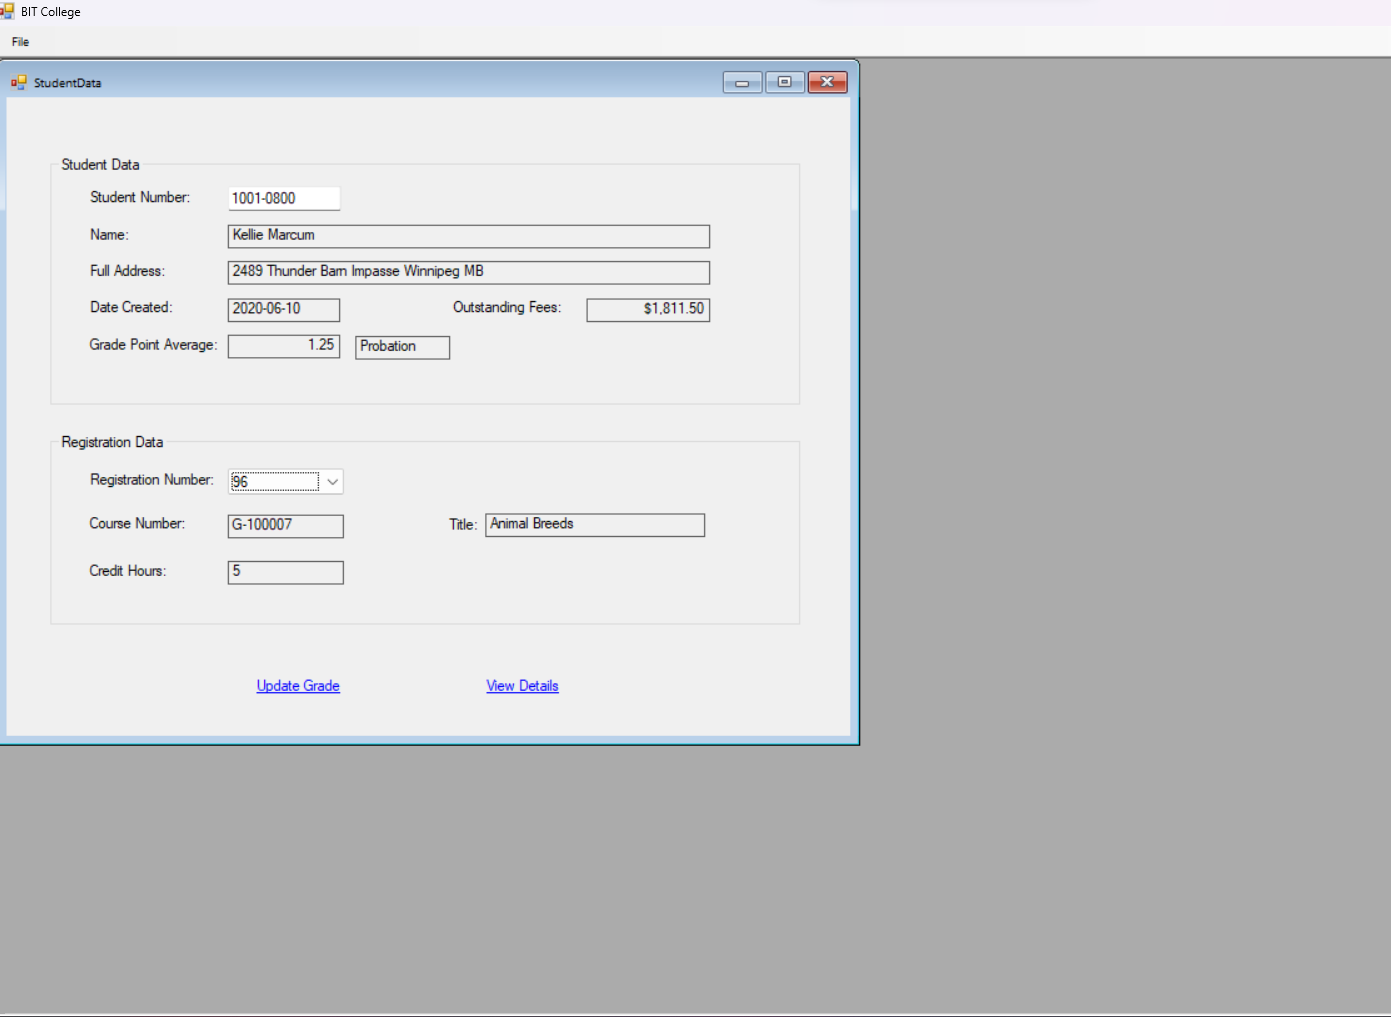 BIT College
File
StudentData
Student Data
Student Number: 1001-0800
Name: Kellie Marcum
Full Address: 2489 Thunder Barn Impasse Winnipeg MB
Date Created: 2020-06-10 Outstanding Fees: $1,811.50
Grade Point Average: 1.25 Probation
Registration Data
Registration Number: 96
Course Number: G-100007 Title: Animal Breeds
Credit Hours: 5
Update Grade View Details